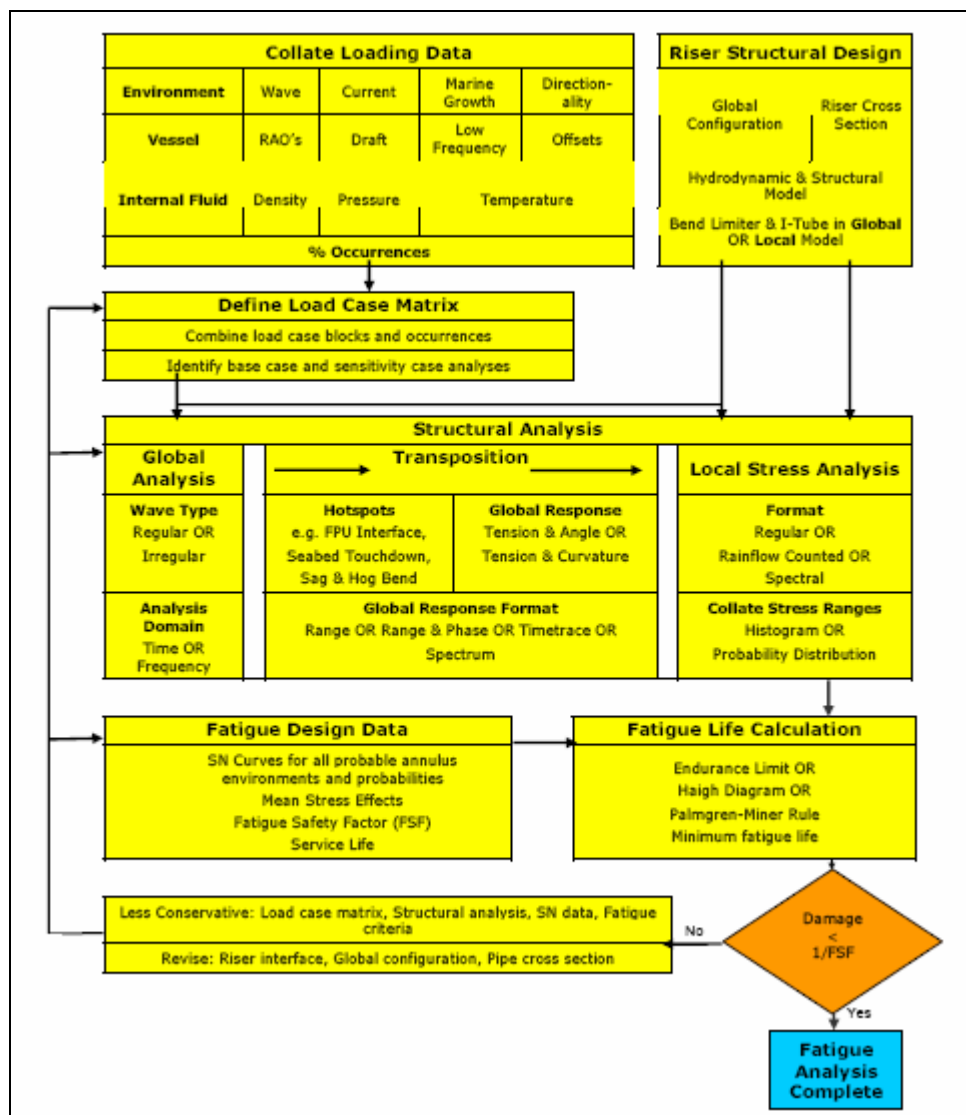 Collate Loading Data
Environment Wave Current Marine Growth Direction-ality
Vessel RAO's Draft Low Frequency Offsets
Internal Fluid Density Pressure Temperature
% Occurrences
Riser Structural Design
Global Configuration
Riser Cross Section
Hydrodynamic & Structural
Model
Bend Limiter & I-Tube in Global
OR Local Model
Define Load Case Matrix
Combine load case blocks and occurrences
Identify base case and sensitivity case analyses
Structural Analysis
Global
Analysis
Wave Type
Regular OR
Irregular
Analysis
Domain
Time OR
Frequency
Transposition
Hotspots
e.g. FPU Interface,
Seabed Touchdown,
Sag & Hog Bend
Global Response
Tension & Angle OR
Tension & Curvature
Global Response Format
Range OR Range & Phase OR Timetrace OR
Spectrum
Local Stress Analysis
Format
Regular OR
Rainflow Counted OR
Spectral
Collate Stress Ranges
Histogram OR
Probability Distribution
Fatigue Design Data
SN Curves for all probable annulus
environments and probabilities
Mean Stress Effects
Fatigue Safety Factor (FSF)
Service Life
Fatigue Life Calculation
Endurance Limit OR
Haigh Diagram OR
Palmgren-Miner Rule
Minimum fatigue life
Less Conservative: Load case matrix, Structural analysis, SN data, Fatigue
criteria
Revise: Riser interface, Global configuration, Pipe cross section
No
Damage
<
1/FSF
Yes
Fatigue
Analysis
Complete